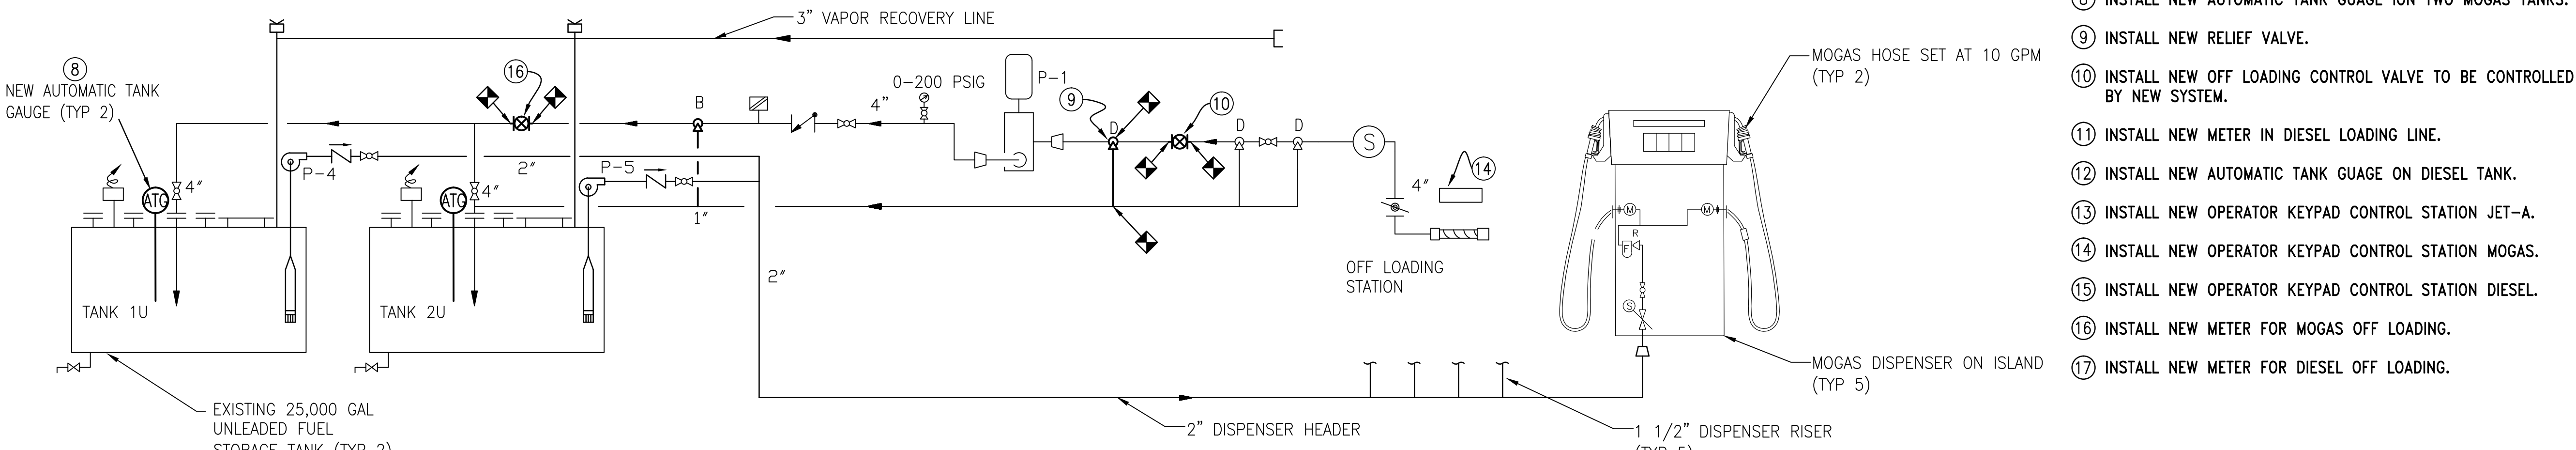 3" VAPOR RECOVERY LINE
8
NEW AUTOMATIC TANK
GAUGE (TYP 2)
16
0-200 PSIG
P-1
4"
B
9
D
10
D
D
S
14
4"
P-4
2"
P-5
4"
4"
ATG
ATG
1"
2"
TANK 1U
TANK 2U
OFF LOADING
STATION
EXISTING 25,000 GAL
UNLEADED FUEL
STORAGE TANK (TYP 2)
2" DISPENSER HEADER
1 1/2" DISPENSER RISER
(TYP 5)
MOGAS HOSE SET AT 10 GPM
(TYP 2)
M
M
R
F
S
MOGAS DISPENSER ON ISLAND
(TYP 5)
8 INSTALL NEW AUTOMATIC TANK GUAGE ION TWO MOGAS TANKS.
9 INSTALL NEW RELIEF VALVE.
10 INSTALL NEW OFF LOADING CONTROL VALVE TO BE CONTROLLED
BY NEW SYSTEM.
11 INSTALL NEW METER IN DIESEL LOADING LINE.
12 INSTALL NEW AUTOMATIC TANK GUAGE ON DIESEL TANK.
13 INSTALL NEW OPERATOR KEYPAD CONTROL STATION JET-A.
14 INSTALL NEW OPERATOR KEYPAD CONTROL STATION MOGAS.
15 INSTALL NEW OPERATOR KEYPAD CONTROL STATION DIESEL.
16 INSTALL NEW METER FOR MOGAS OFF LOADING.
17 INSTALL NEW METER FOR DIESEL OFF LOADING.